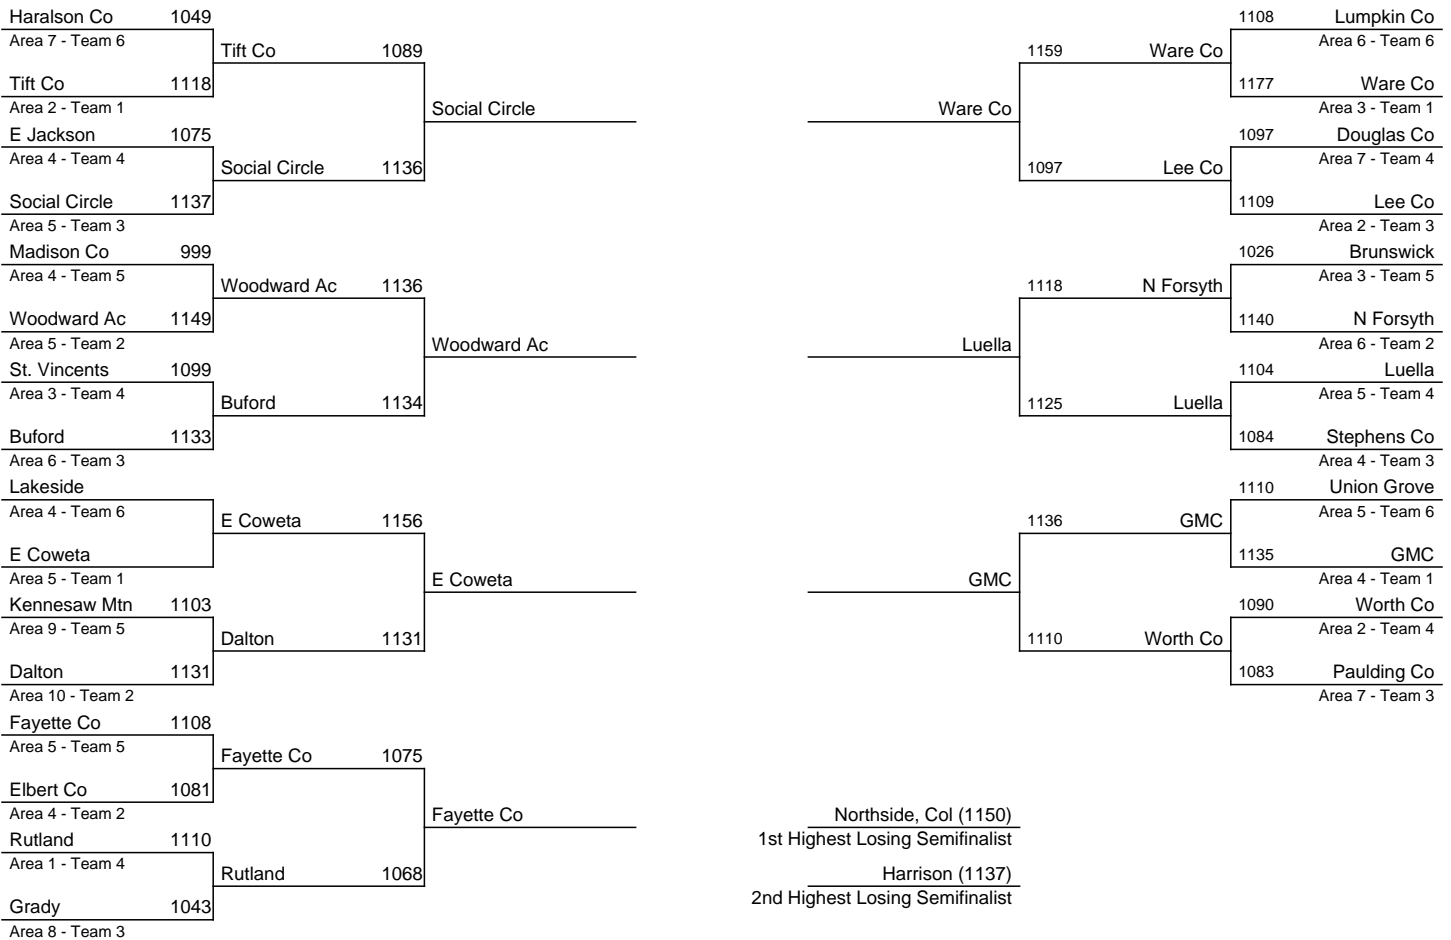 Haralson Co 1049
Area 7 - Team 6
Tift Co 1118
Area 2 - Team 1
E Jackson 1075
Area 4 - Team 4
Social Circle 1137
Area 5 - Team 3
Madison Co 999
Area 4 - Team 5
Woodward Ac 1149
Area 5 - Team 2
St. Vincents 1099
Area 3 - Team 4
Buford 1133
Area 6 - Team 3
Lakeside
Area 4 - Team 6
E Coweta
Area 5 - Team 1
Kennesaw Mtn 1103
Area 9 - Team 5
Dalton 1131
Area 10 - Team 2
Fayette Co 1108
Area 5 - Team 5
Elbert Co 1081
Area 4 - Team 2
Rutland 1110
Area 1 - Team 4
Grady 1043
Area 8 - Team 3
Tift Co 1089
Social Circle 1136
Woodward Ac 1136
Buford 1134
E Coweta 1156
Dalton 1131
Fayette Co 1075
Rutland 1068
Social Circle
Woodward Ac
E Coweta
Fayette Co
Ware Co
Luella
GMC
Northside, Col (1150)
1st Highest Losing Semifinalist
Harrison (1137)
2nd Highest Losing Semifinalist
1159 Ware Co
1097 Lee Co
1118 N Forsyth
1125 Luella
1136 GMC
1110 Worth Co
1108 Lumpkin Co
Area 6 - Team 6
1177 Ware Co
Area 3 - Team 1
1097 Douglas Co
Area 7 - Team 4
1109 Lee Co
Area 2 - Team 3
1026 Brunswick
Area 3 - Team 5
1140 N Forsyth
Area 6 - Team 2
1104 Luella
Area 5 - Team 4
1084 Stephens Co
Area 4 - Team 3
1110 Union Grove
Area 5 - Team 6
1135 GMC
Area 4 - Team 1
1090 Worth Co
Area 2 - Team 4
1083 Paulding Co
Area 7 - Team 3